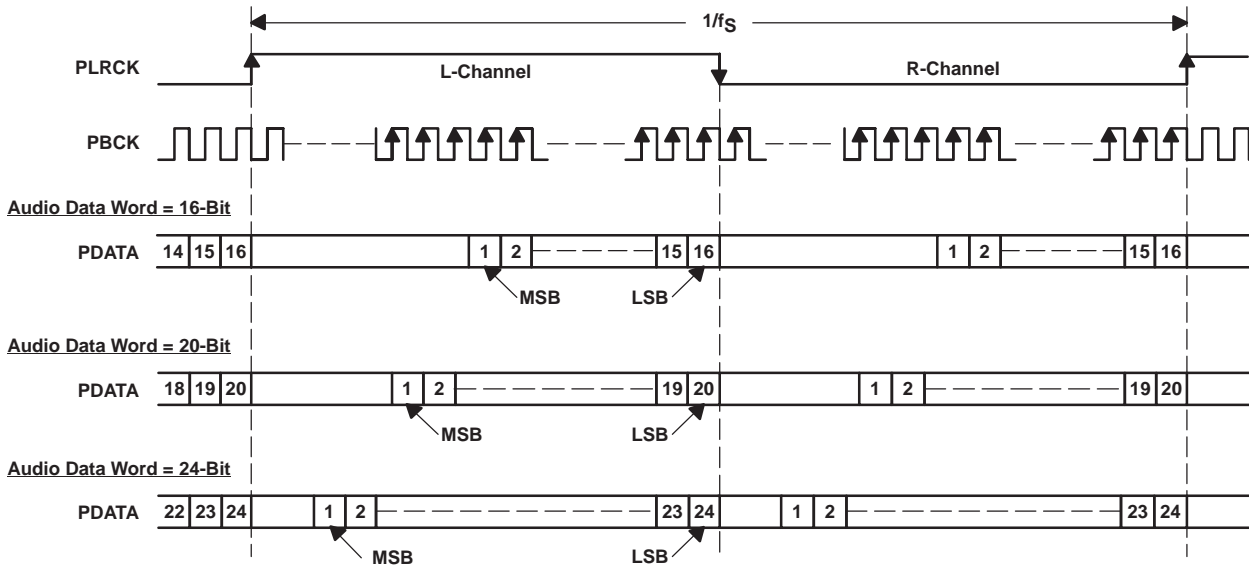 1/fS
PLRCK
L-Channel
R-Channel
PBCK
Audio Data Word = 16-Bit
PDATA 14 15 16 1 2 15 16 1 2 15 16
MSB LSB
Audio Data Word = 20-Bit
PDATA 18 19 20 1 2 19 20 1 2 19 20
MSB LSB
Audio Data Word = 24-Bit
PDATA 22 23 24 1 2 23 24 1 2 23 24
MSB LSB